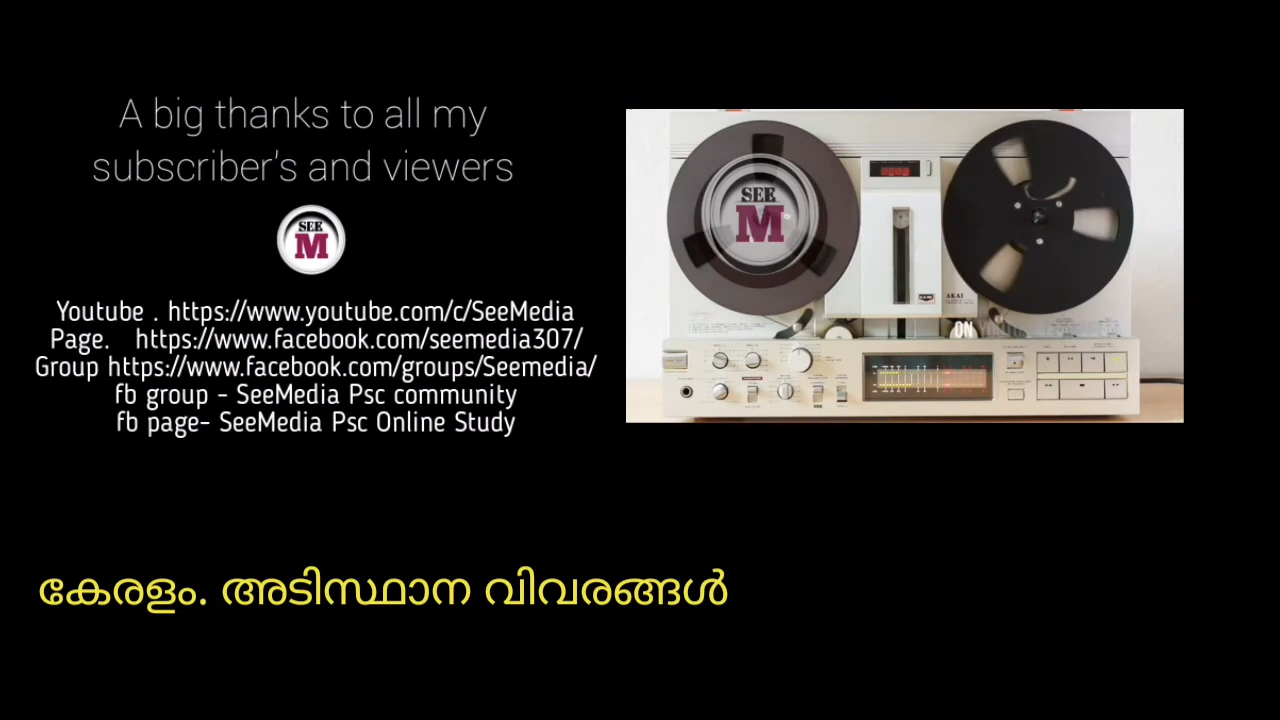 A big thanks to all my
subscriber's and viewers
SEE
M
Youtube . https://www.youtube.com/c/SeeMedia
Page. https://www.facebook.com/seemedia307/
Group https://www.facebook.com/groups/Seemedia/
fb group - SeeMedia Psc community
fb page- SeeMedia Psc Online Study
SEE
M
AKAI
ON
കേരളം. അടിസ്ഥാന വിവരങ്ങൾ